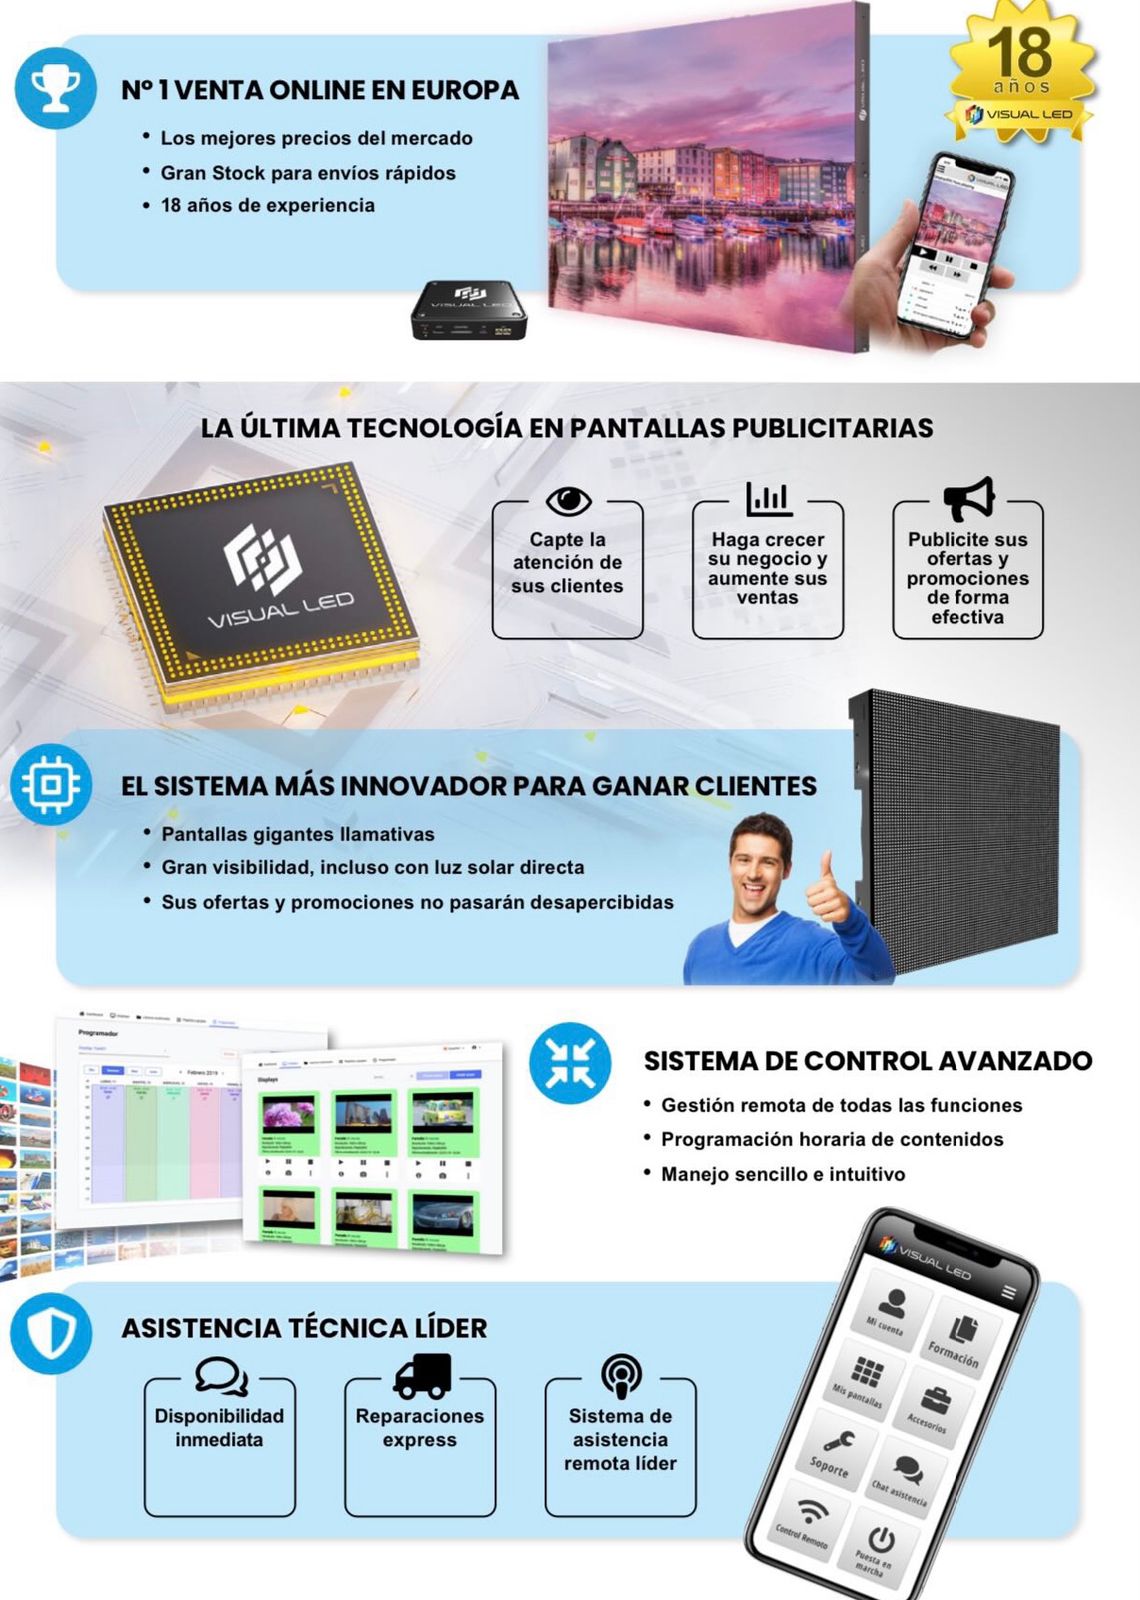 Nº 1 VENTA ONLINE EN EUROPA
• Los mejores precios del mercado
• Gran Stock para envíos rápidos
• 18 años de experiencia
18
años
VISUAL LED
VISUAL LED
VISUAL LED
LA ÚLTIMA TECNOLOGÍA EN PANTALLAS PUBLICITARIAS
VISUAL LED
Capte la
atención de
sus clientes
Haga crecer
su negocio y
aumente sus
ventas
Publicite sus
ofertas y
promociones
de forma
efectiva
EL SISTEMA MÁS INNOVADOR PARA GANAR CLIENTES
• Pantallas gigantes llamativas
• Gran visibilidad, incluso con luz solar directa
• Sus ofertas y promociones no pasarán desapercibidas
Programador
Febrero 2019
Displays
SISTEMA DE CONTROL AVANZADO
• Gestión remota de todas las funciones
• Programación horaria de contenidos
• Manejo sencillo e intuitivo
ASISTENCIA TÉCNICA LÍDER
Disponibilidad
inmediata
Reparaciones
express
Sistema de
asistencia
remota líder
VISUAL LED
Mi cuenta
Formación
Mis pantallas
Accesorios
Soporte
Chat asistencia
Control Remoto
Puesta en
marcha